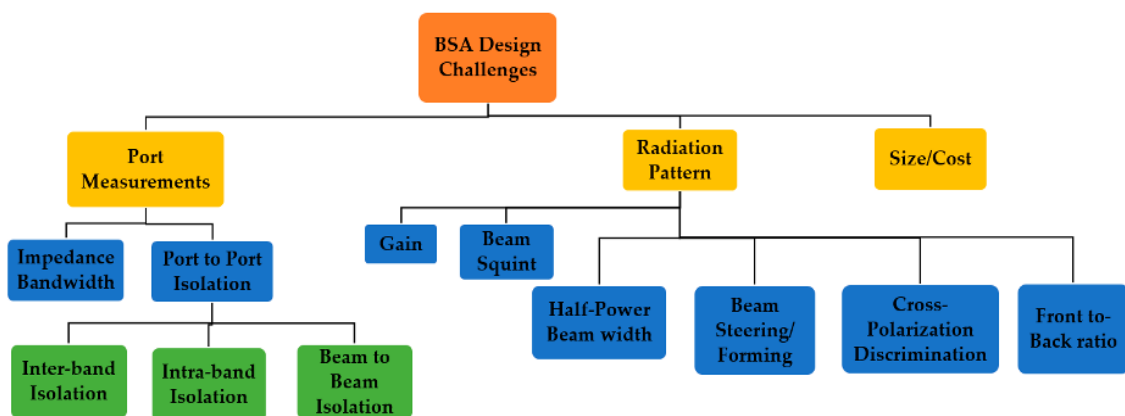 BSA Design
Challenges
Port
Measurements
Radiation
Pattern
Size/Cost
Impedance
Bandwidth
Port to Port
Isolation
Gain
Beam
Squint
Half-Power
Beam width
Beam
Steering/
Forming
Cross-
Polarization
Discrimination
Front to-
Back ratio
Inter-band
Isolation
Intra-band
Isolation
Beam to
Beam
Isolation